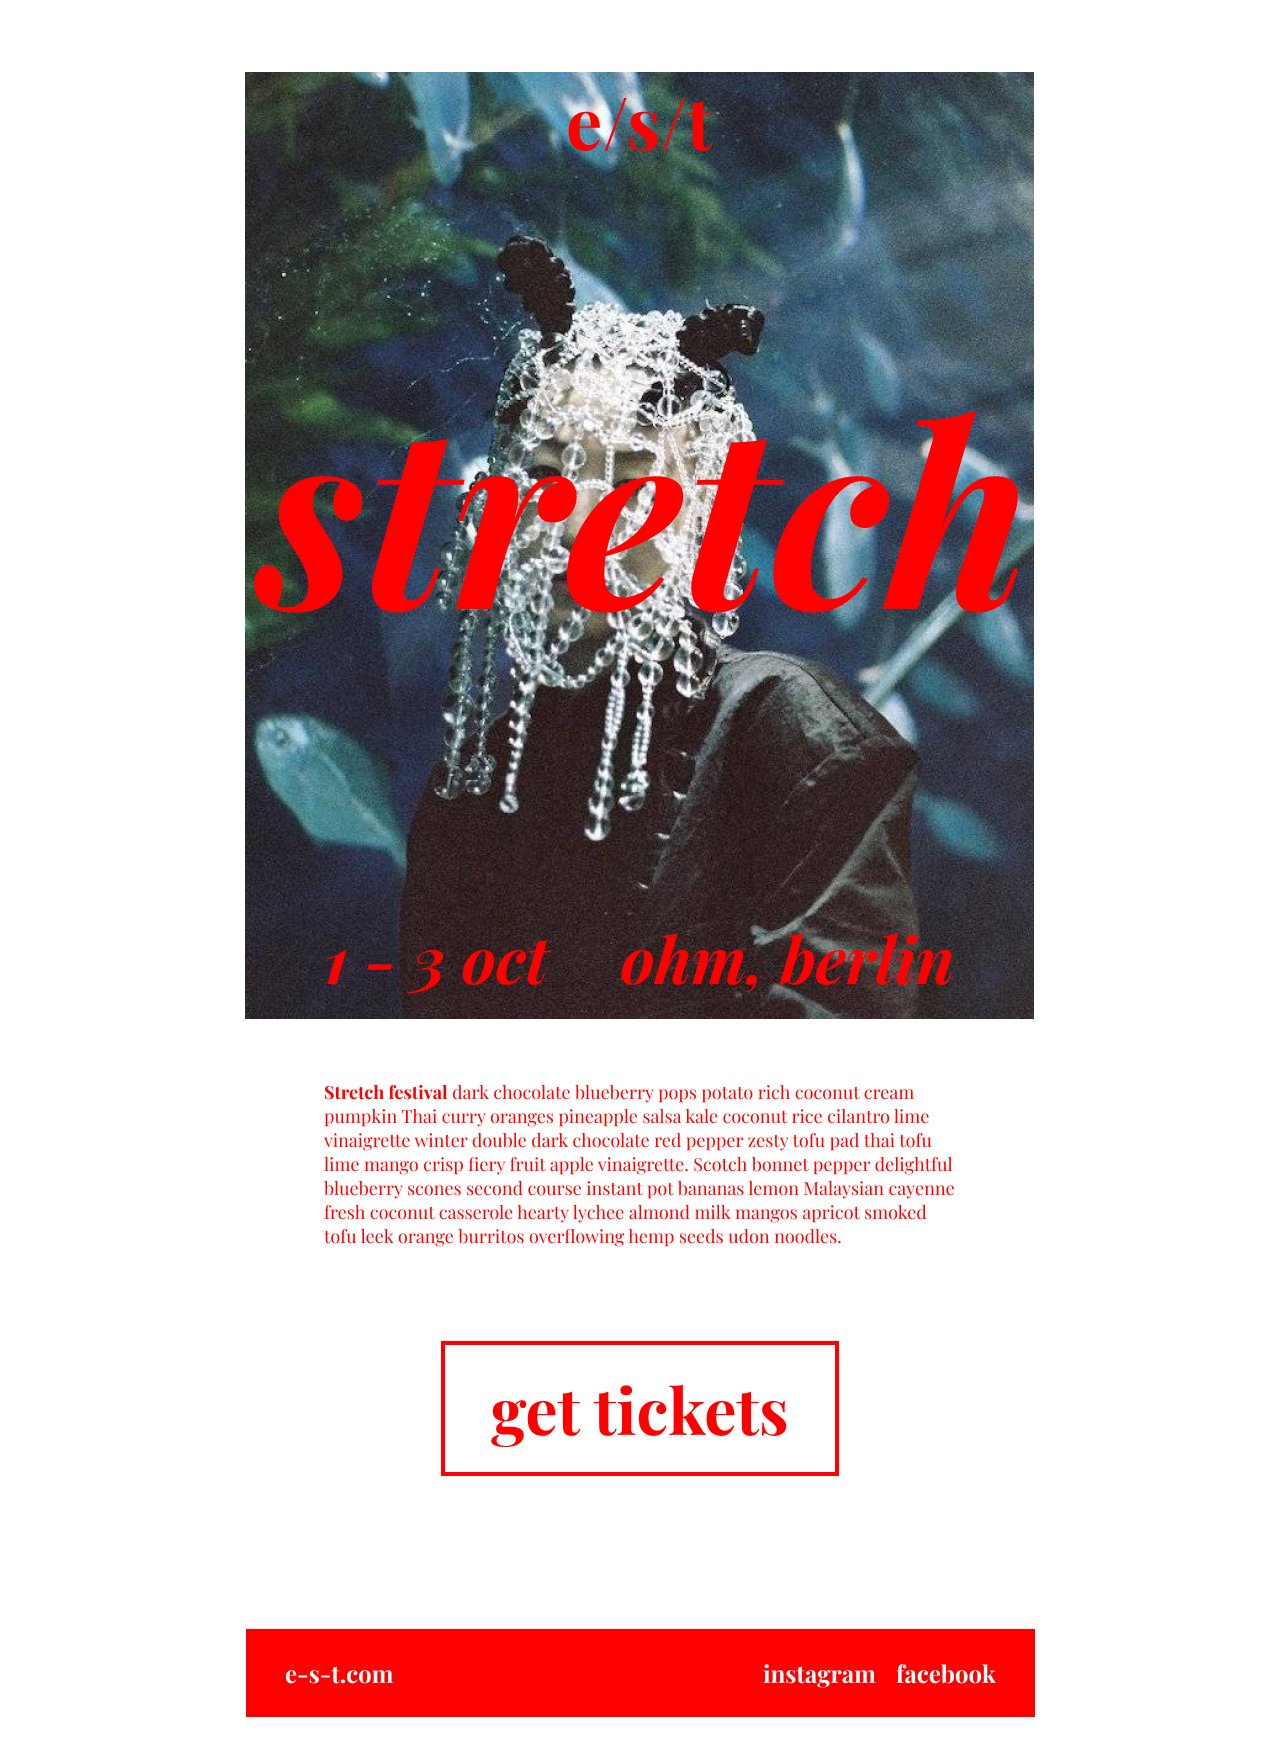 e/s/t
stretch
1 - 3 oct ohm, berlin
Stretch festival dark chocolate blueberry pops potato rich coconut cream
pumpkin Thai curry oranges pineapple salsa kale coconut rice cilantro lime
vinaigrette winter double dark chocolate red pepper zesty tofu pad thai tofu
lime mango crisp fiery fruit apple vinaigrette. Scotch bonnet pepper delightful
blueberry scones second course instant pot bananas lemon Malaysian cayenne
fresh coconut casserole hearty lychee almond milk mangos apricot smoked
tofu leek orange burritos overflowing hemp seeds udon noodles.
get tickets
e-s-t.com instagram facebook